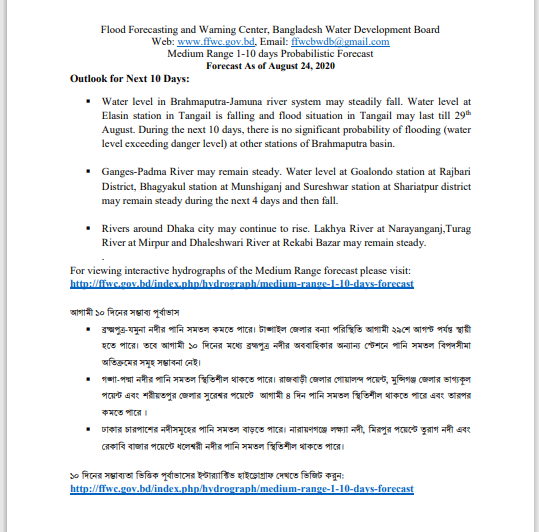 Flood Forecasting and Warning Center, Bangladesh Water Development Board
Web: www.ffwc.gov.bd, Email: ffwcbwdb@gmail.com
Medium Range 1-10 days Probabilistic Forecast
Forecast As of August 24, 2020
Outlook for Next 10 Days:
▪ Water level in Brahmaputra-Jamuna river system may steadily fall. Water level at
Elasin station in Tangail is falling and flood situation in Tangail may last till 29th
August. During the next 10 days, there is no significant probability of flooding (water
level exceeding danger level) at other stations of Brahmaputra basin.
▪ Ganges-Padma River may remain steady. Water level at Goalondo station at Rajbari
District, Bhagyakul station at Munshiganj and Sureshwar station at Shariatpur district
may remain steady during the next 4 days and then fall.
▪ Rivers around Dhaka city may continue to rise. Lakhya River at Narayanganj,Turag
River at Mirpur and Dhaleshwari River at Rekabi Bazar may remain steady.
.
For viewing interactive hydrographs of the Medium Range forecast please visit:
http://ffwc.gov.bd/index.php/hydrograph/medium-range-1-10-days-forecast
আগামী ১০ দিনের সম্ভাব্য পূর্বাভাস
▪ ব্রহ্মপুত্র-যমুনা নদীর পানি সমতল কমতে পারে। টাঙ্গাইল জেলার বন্যা পরিস্থিতি আগামী ২৯শে আগস্ট পর্যন্ত স্থায়ী
হতে পারে। তবে আগামী ১০ দিনের মধ্যে ব্রহ্মপুত্র নদীর অববাহিকার অন্যান্য স্টেশনে পানি সমতল বিপদসীমা
অতিক্রমের সমূহ সম্ভাবনা নেই।
▪ গঙ্গা-পদ্মা নদীর পানি সমতল স্থিতিশীল থাকতে পারে। রাজবাড়ী জেলার গোয়ালন্দ পয়েন্ট, মুন্সিগঞ্জ জেলার ভাগ্যকুল
পয়েন্ট এবং শরীয়তপুর জেলার সুরেশ্বর পয়েন্টে আগামী ৪ দিন পানি সমতল স্থিতিশীল থাকতে পারে এবং তারপর
কমতে পারে ।
▪ ঢাকার চারপাশের নদীসমূহের পানি সমতল বাড়তে পারে। নারায়নগঞ্জে লক্ষ্যা নদী, মিরপুর পয়েন্টে তুরাগ নদী এবং
রেকাবি বাজার পয়েন্টে ধলেশ্বরী নদীর পানি সমতল স্থিতিশীল থাকতে পারে।
১০ দিনের সম্ভাব্যতা ভিত্তিক পূর্বাভাসের ইন্টার‍্যাক্টিভ হাইড্রোগ্রাফ দেখতে ভিজিট করুন:
http://ffwc.gov.bd/index.php/hydrograph/medium-range-1-10-days-forecast